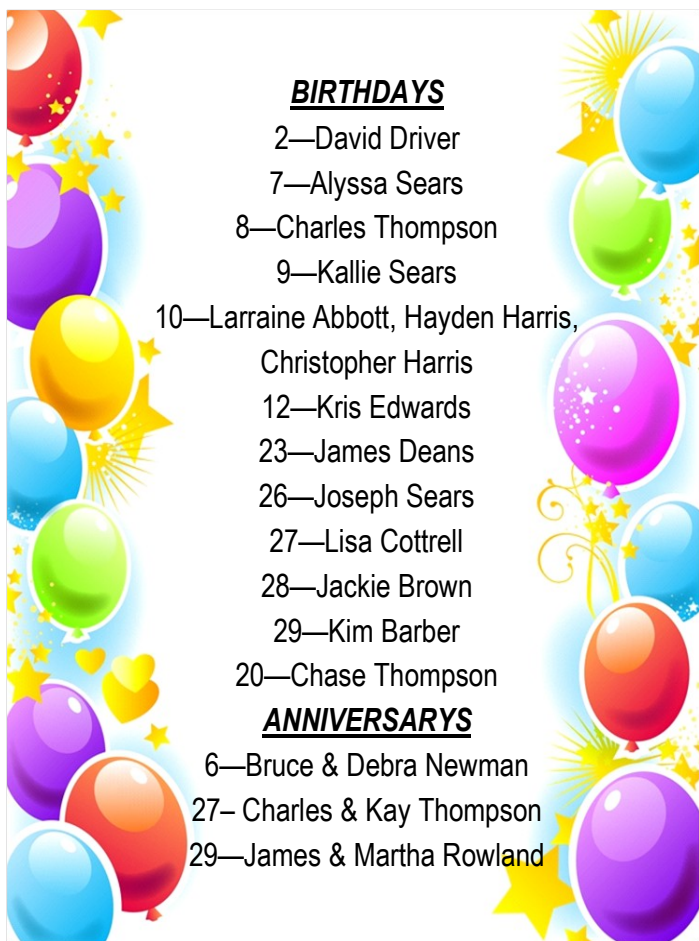 BIRTHDAYS
2—David Driver
7—Alyssa Sears
8—Charles Thompson
9—Kallie Sears
10—Larraine Abbott, Hayden Harris,
Christopher Harris
12—Kris Edwards
23—James Deans
26—Joseph Sears
27—Lisa Cottrell
28—Jackie Brown
29—Kim Barber
20—Chase Thompson
ANNIVERSARYS
6—Bruce & Debra Newman
27– Charles & Kay Thompson
29—James & Martha Rowland